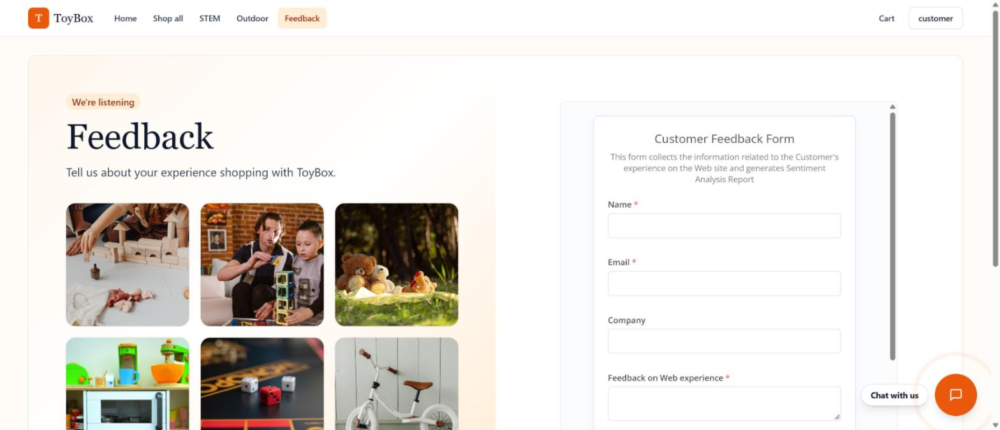 T ToyBox Home Shop all STEM Outdoor Feedback Cart customer
We're listening
Feedback
Tell us about your experience shopping with ToyBox.
Customer Feedback Form
This form collects the information related to the Customer's
experience on the Web site and generates Sentiment
Analysis Report
Name *
Email *
Company
Feedback on Web experience *
Chat with us